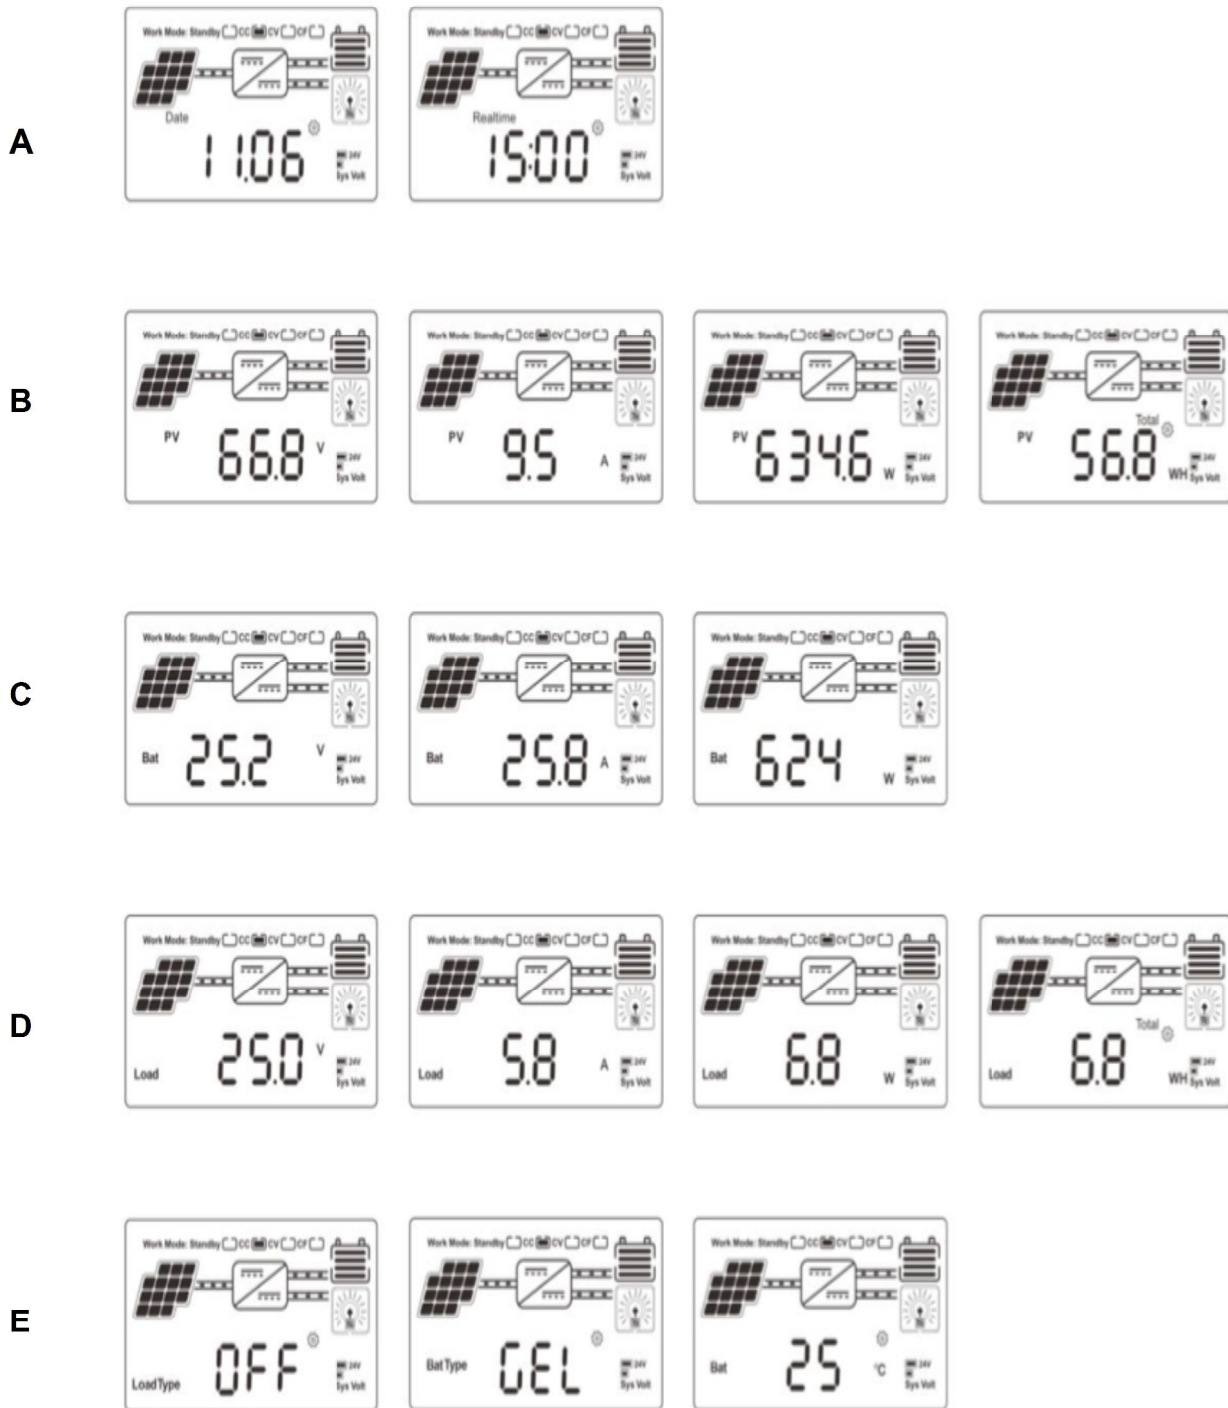 Work Mode: Standby CC CV CF
Date
11.06
24V
Sys Volt
Work Mode: Standby CC CV CF
Realtime
15:00
24V
Sys Volt
A
Work Mode: Standby CC CV CF
PV 66.8 V
24V
Sys Volt
Work Mode: Standby CC CV CF
PV 9.5 A
24V
Sys Volt
Work Mode: Standby CC CV CF
PV 634.6 W
24V
Sys Volt
Work Mode: Standby CC CV CF
Total
PV 56.8 WH
24V
Sys Volt
B
Work Mode: Standby CC CV CF
Bat 25.2 V
24V
Sys Volt
Work Mode: Standby CC CV CF
Bat 25.8 A
24V
Sys Volt
Work Mode: Standby CC CV CF
Bat 624 W
24V
Sys Volt
C
Work Mode: Standby CC CV CF
Load 25.0 V
24V
Sys Volt
Work Mode: Standby CC CV CF
Load 5.8 A
24V
Sys Volt
Work Mode: Standby CC CV CF
Load 6.8 W
24V
Sys Volt
Work Mode: Standby CC CV CF
Total
Load 6.8 WH
24V
Sys Volt
D
Work Mode: Standby CC CV CF
LoadType OFF
24V
Sys Volt
Work Mode: Standby CC CV CF
BatType GEL
24V
Sys Volt
Work Mode: Standby CC CV CF
Bat 25 °C
24V
Sys Volt
E